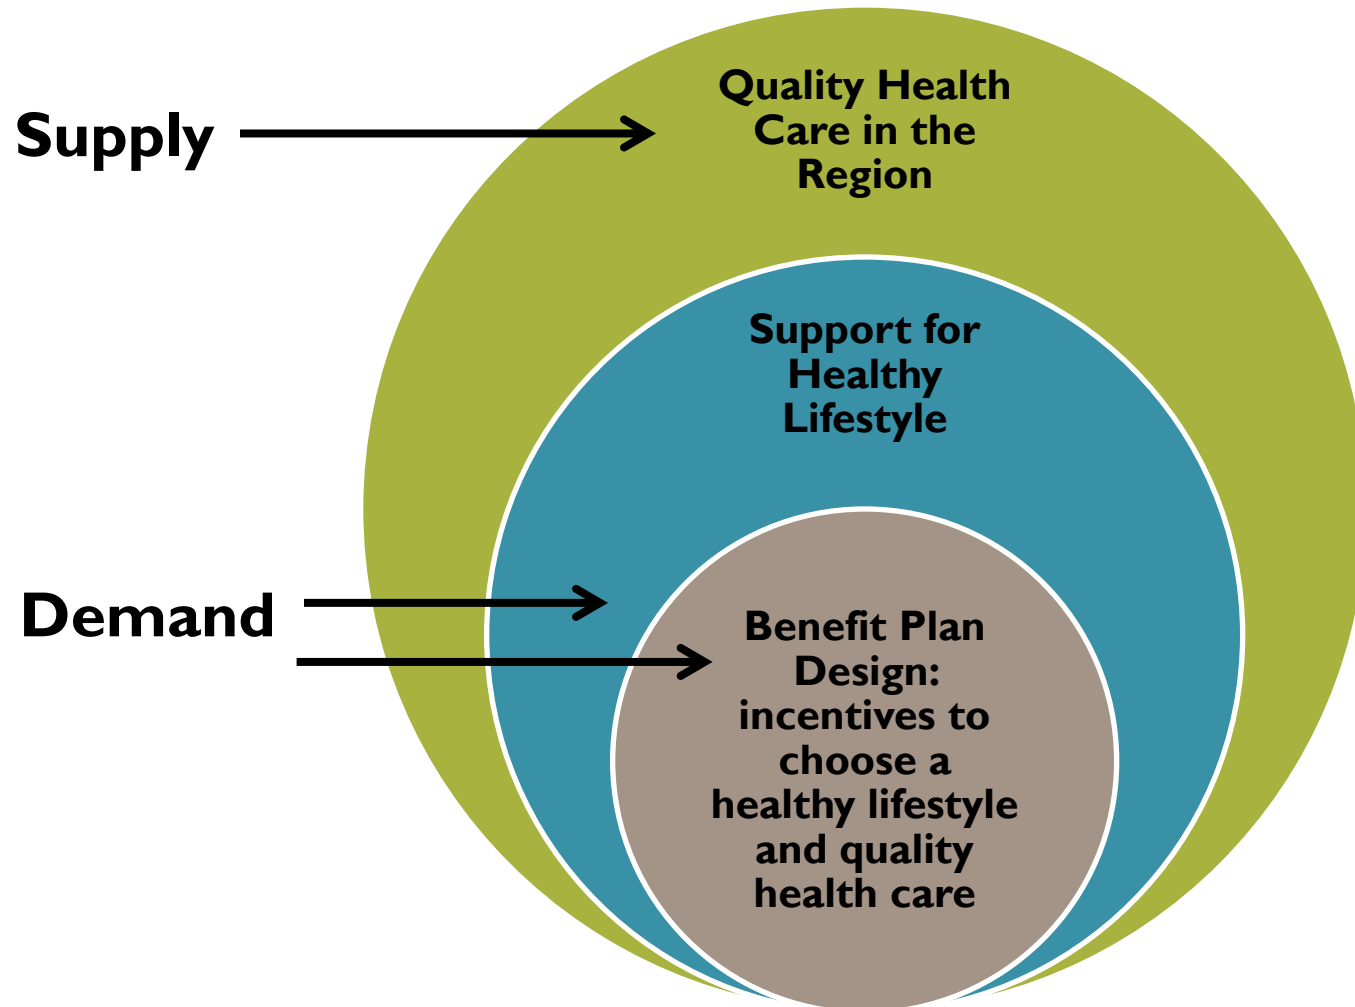 Supply
Quality Health
Care in the
Region
Support for
Healthy
Lifestyle
Demand
Benefit Plan
Design:
incentives to
choose a
healthy lifestyle
and quality
health care